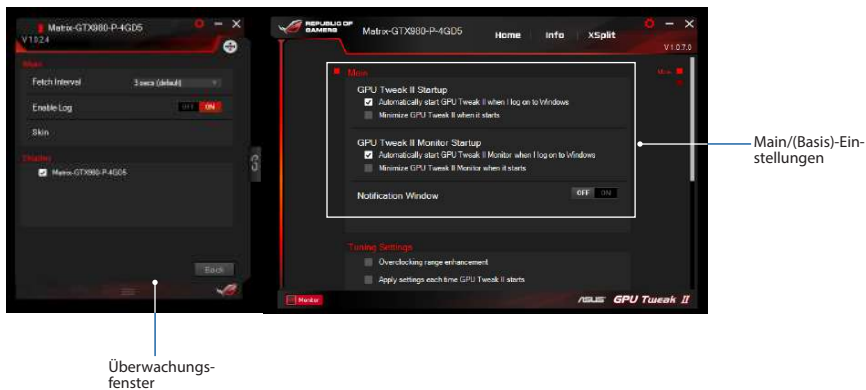 Matrix-GTX980-P-4GD5
V1.0.2.4
Main
Fetch Interval
3 secs (default)
Enable Log
OFF ON
Skin
Display
Matrix-GTX980-P-4GD5
Back
REPUBLIC OF
GAMERS
Matrix-GTX980-P-4GD5
Home
Info
XSplit
V1.0.7.0
Main
Main
GPU Tweak II Startup
Automatically start GPU Tweak II when I log on to Windows
Minimize GPU Tweak II when it starts
GPU Tweak II Monitor Startup
Automatically start GPU Tweak II Monitor when I log on to Windows
Minimize GPU Tweak II Monitor when it starts
Notification Window
OFF ON
Tuning Settings
Overclocking range enhancement
Apply settings each time GPU Tweak II starts
Monitor
ASUS GPU Tweak II
Main/(Basis)-Ein-
stellungen
Überwachungs-
fenster